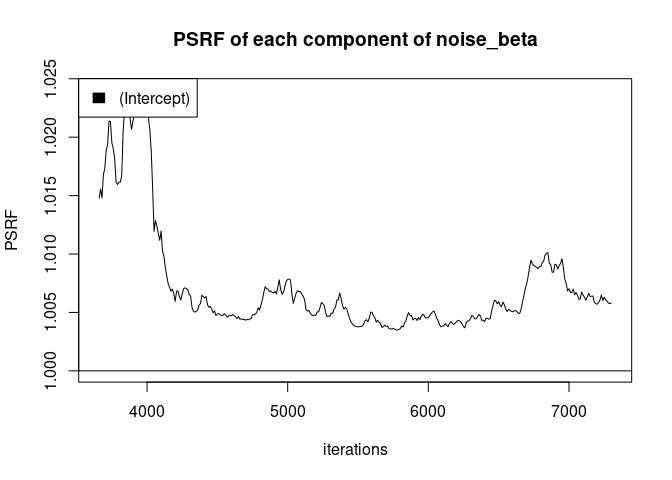 PSRF of each component of noise_beta
(Intercept)
PSRF
1.025
1.020
1.015
1.010
1.005
1.000
4000 5000 6000 7000
iterations